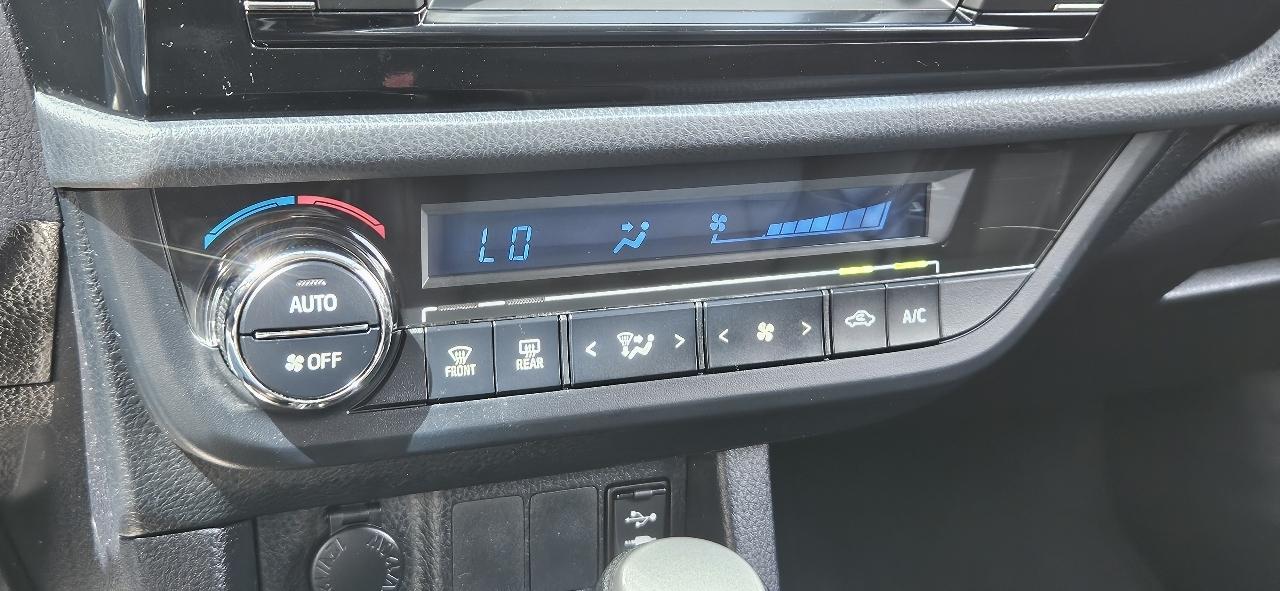 LO
AUTO
OFF
FRONT
REAR
< >
< >
A/C